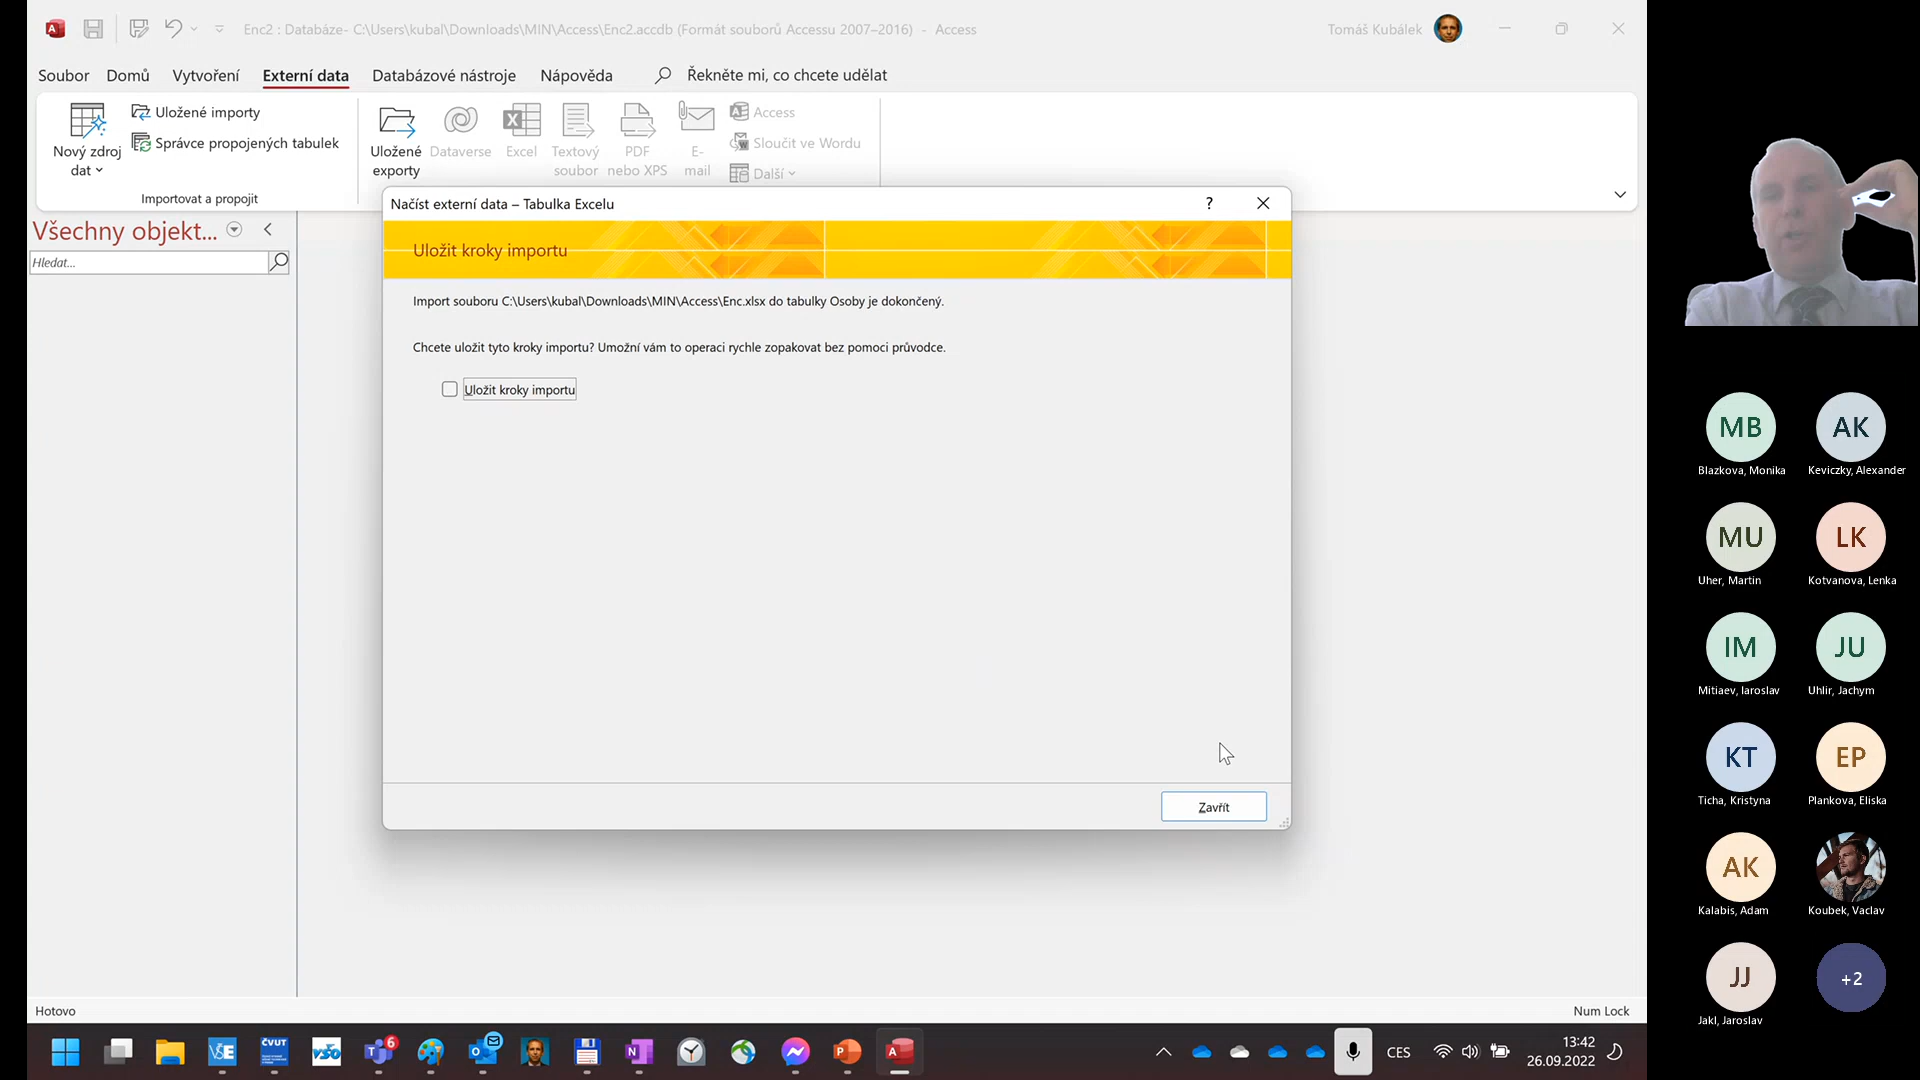 Enc2 : Databáze- C:\Users\kubal\Downloads\MIN\Access\Enc2.accdb (Formát souborů Accessu 2007–2016) - Access
Tomáš Kubálek
Soubor
Domů
Vytvoření
Externí data
Databázové nástroje
Nápověda
Řekněte mi, co chcete udělat
Nový zdroj
dat
Uložené importy
Správce propojených tabulek
Importovat a propojit
Uložené
exporty
Dataverse
Excel
Textový
soubor
PDF
nebo XPS
E-
mail
Access
Sloučit ve Wordu
Další
Všechny objekt...
Hledat...
Načíst externí data – Tabulka Excelu
?
Uložit kroky importu
Import souboru C:\Users\kubal\Downloads\MIN\Access\Enc.xlsx do tabulky Osoby je dokončený.
Chcete uložit tyto kroky importu? Umožní vám to operaci rychle zopakovat bez pomoci průvodce.
Uložit kroky importu
Zavřít
Hotovo
Num Lock
CES
13:42
26.09.2022
VŠE
ČVUT
VŠO
6
MB
Blazkova, Monika
AK
Keviczky, Alexander
MU
Uher, Martin
LK
Kotvanova, Lenka
IM
Mitiaev, Iaroslav
JU
Uhlir, Jachym
KT
Ticha, Kristyna
EP
Plankova, Eliska
AK
Kalabis, Adam
Koubek, Vaclav
JJ
Jakl, Jaroslav
+2